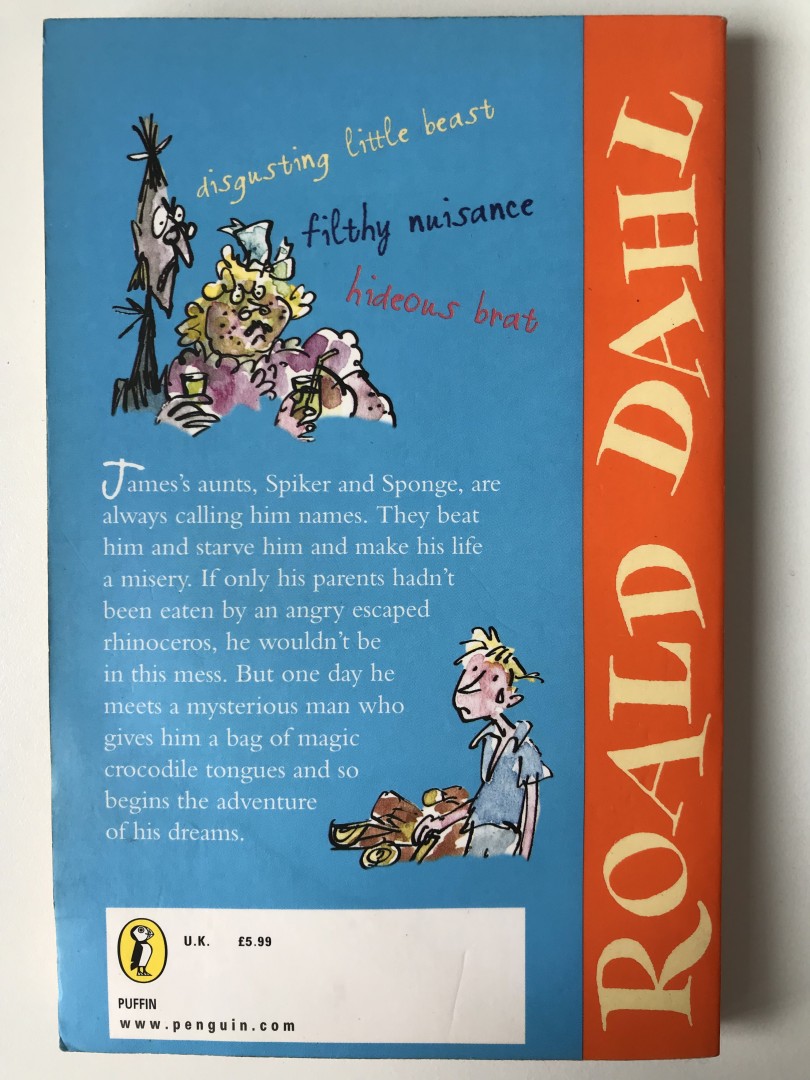 disgusting little beast
filthy nuisance
hideous brat
James's aunts, Spiker and Sponge, are
always calling him names. They beat
him and starve him and make his life
a misery. If only his parents hadn't
been eaten by an angry escaped
rhinoceros, he wouldn't be
in this mess. But one day he
meets a mysterious man who
gives him a bag of magic
crocodile tongues and so
begins the adventure
of his dreams.
U.K. £5.99
PUFFIN
www.penguin.com
ROALD DAHL